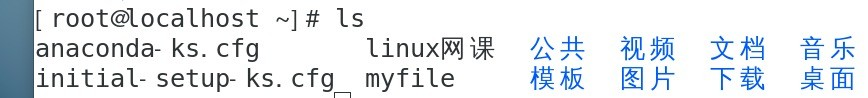 [root@localhost ~]# ls
anaconda-ks.cfg linux网课 公共 视频 文档 音乐
initial-setup-ks.cfg myfile 模板 图片 下载 桌面